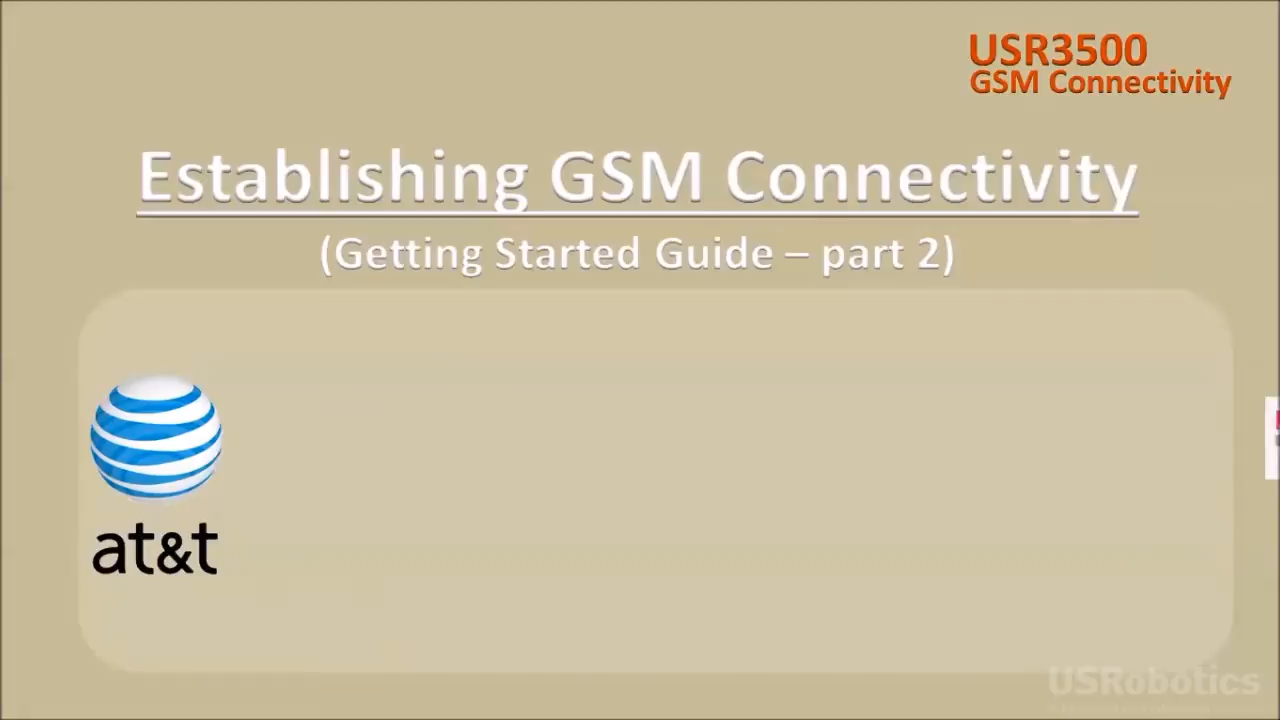 USR3500
GSM Connectivity
Establishing GSM Connectivity
(Getting Started Guide – part 2)
at&t
USRobotics